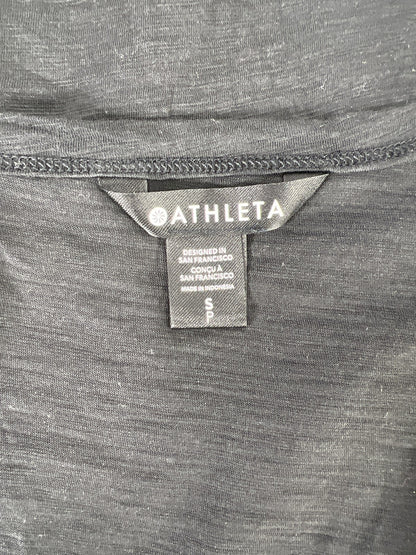 ATHLETA
DESIGNED IN
SAN FRANCISCO
CONÇU À
SAN FRANCISCO
MADE IN INDONESIA
S
P